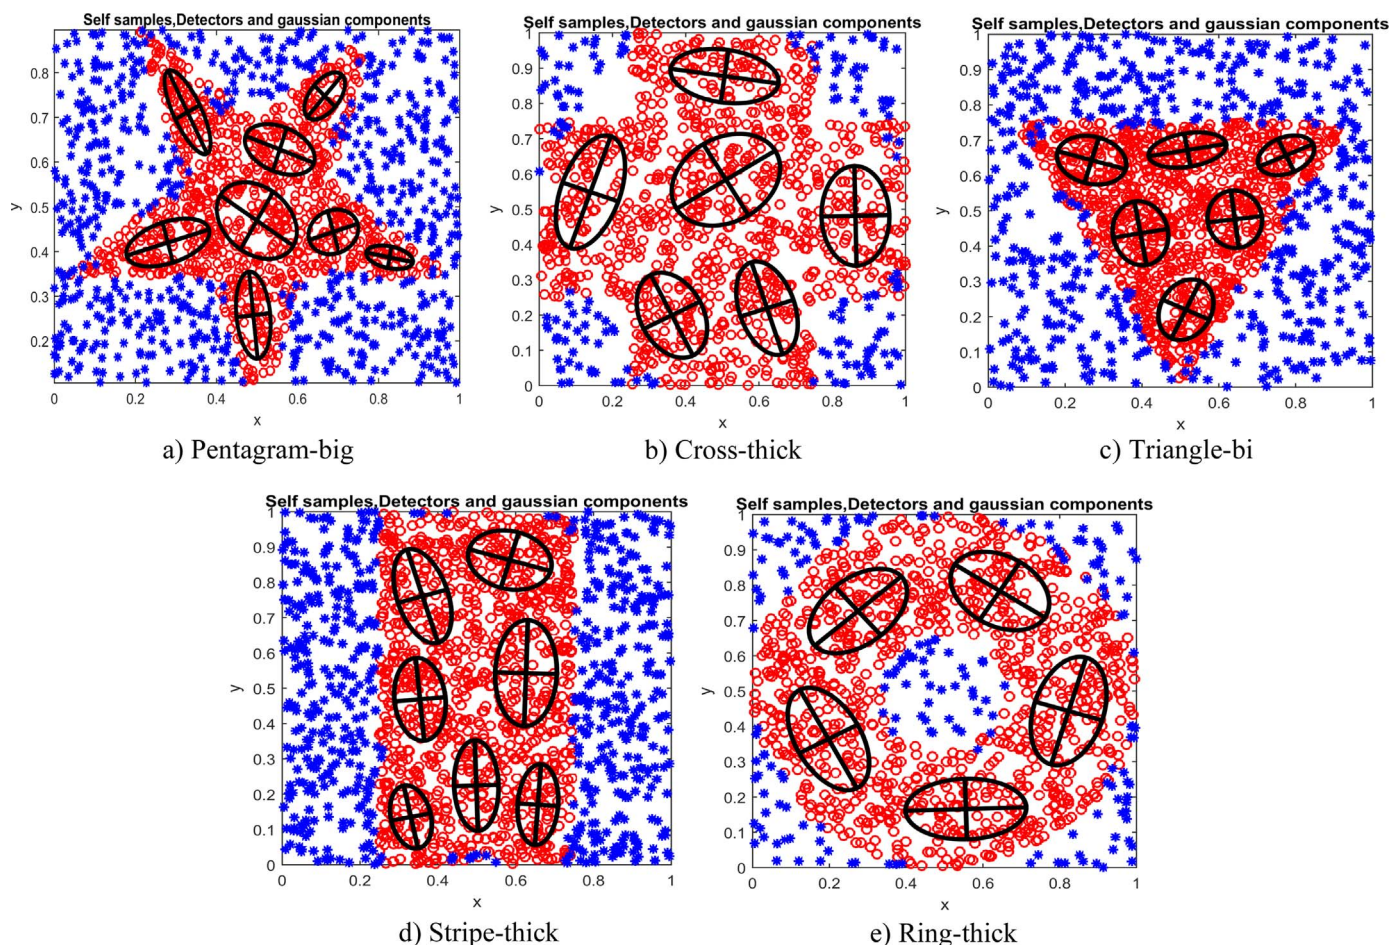 Self samples,Detectors and gaussian components
0.8
0.7
0.6
0.5
0.4
0.3
0.2
y
0 0.2 0.4 0.6 0.8 1
x
a) Pentagram-big
Self samples,Detectors and gaussian components
1
0.9
0.8
0.7
0.6
0.5
0.4
0.3
0.2
0.1
0
y
0 0.2 0.4 0.6 0.8 1
x
b) Cross-thick
Self samples,Detectors and gaussian components
1
0.9
0.8
0.7
0.6
0.5
0.4
0.3
0.2
0.1
0
y
0 0.2 0.4 0.6 0.8 1
x
c) Triangle-bi
Self samples,Detectors and gaussian components
1
0.9
0.8
0.7
0.6
0.5
0.4
0.3
0.2
0.1
0
y
0 0.2 0.4 0.6 0.8 1
x
d) Stripe-thick
Self samples,Detectors and gaussian components
1
0.9
0.8
0.7
0.6
0.5
0.4
0.3
0.2
0.1
0
y
0 0.2 0.4 0.6 0.8 1
x
e) Ring-thick